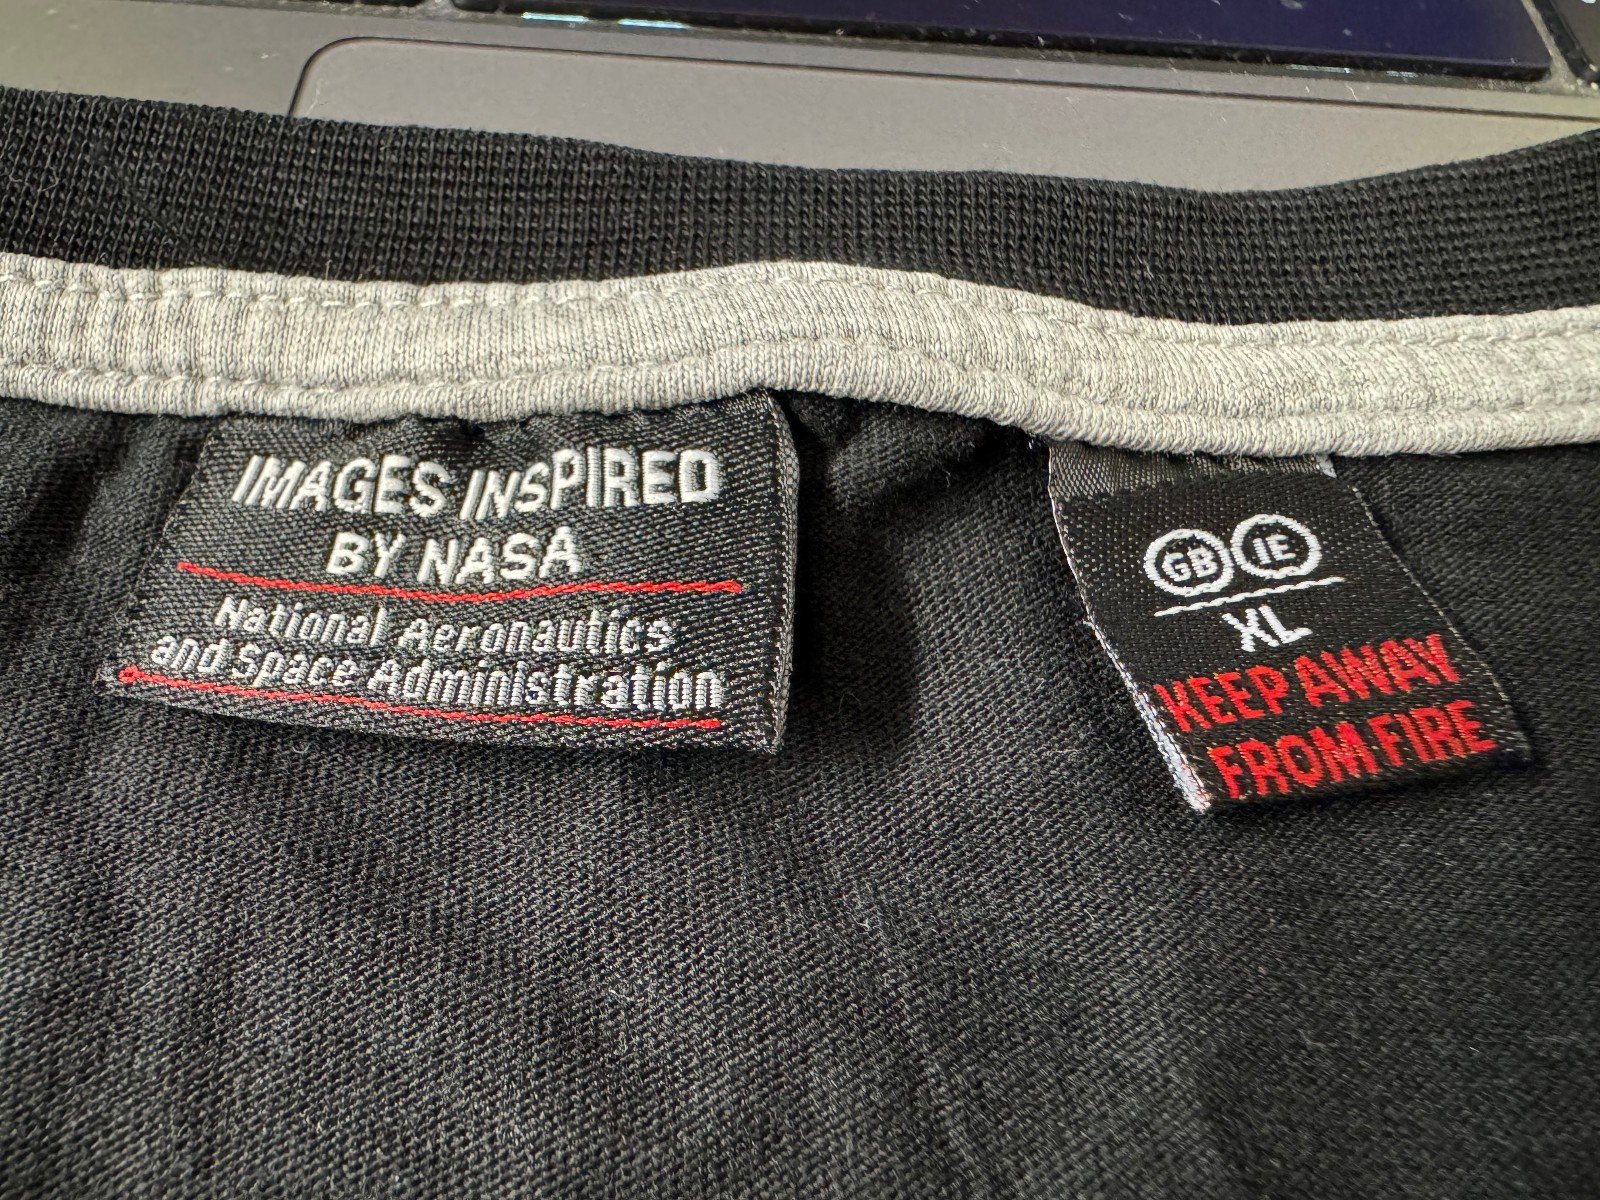 IMAGES INSPIRED
BY NASA
National Aeronautics
and Space Administration
GB IE
XL
KEEP AWAY
FROM FIRE